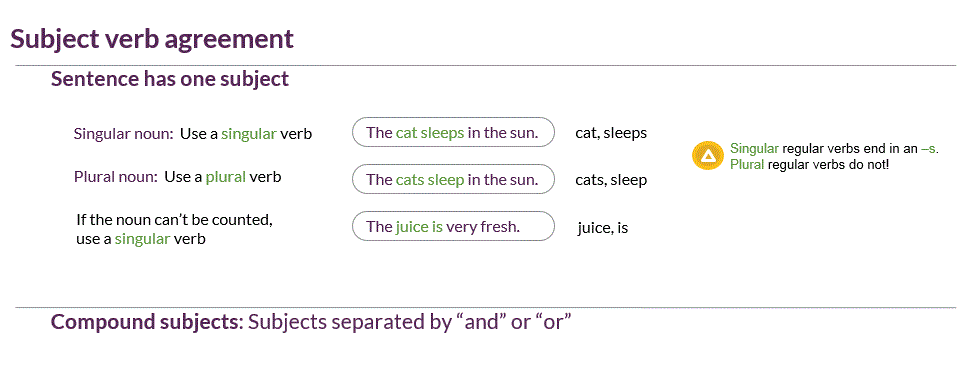 Subject verb agreement
Sentence has one subject
Singular noun: Use a singular verb
The cat sleeps in the sun.
cat, sleeps
Singular regular verbs end in an –s.
Plural regular verbs do not!
Plural noun: Use a plural verb
The cats sleep in the sun.
cats, sleep
If the noun can't be counted,
use a singular verb
The juice is very fresh.
juice, is
Compound subjects: Subjects separated by “and” or “or”